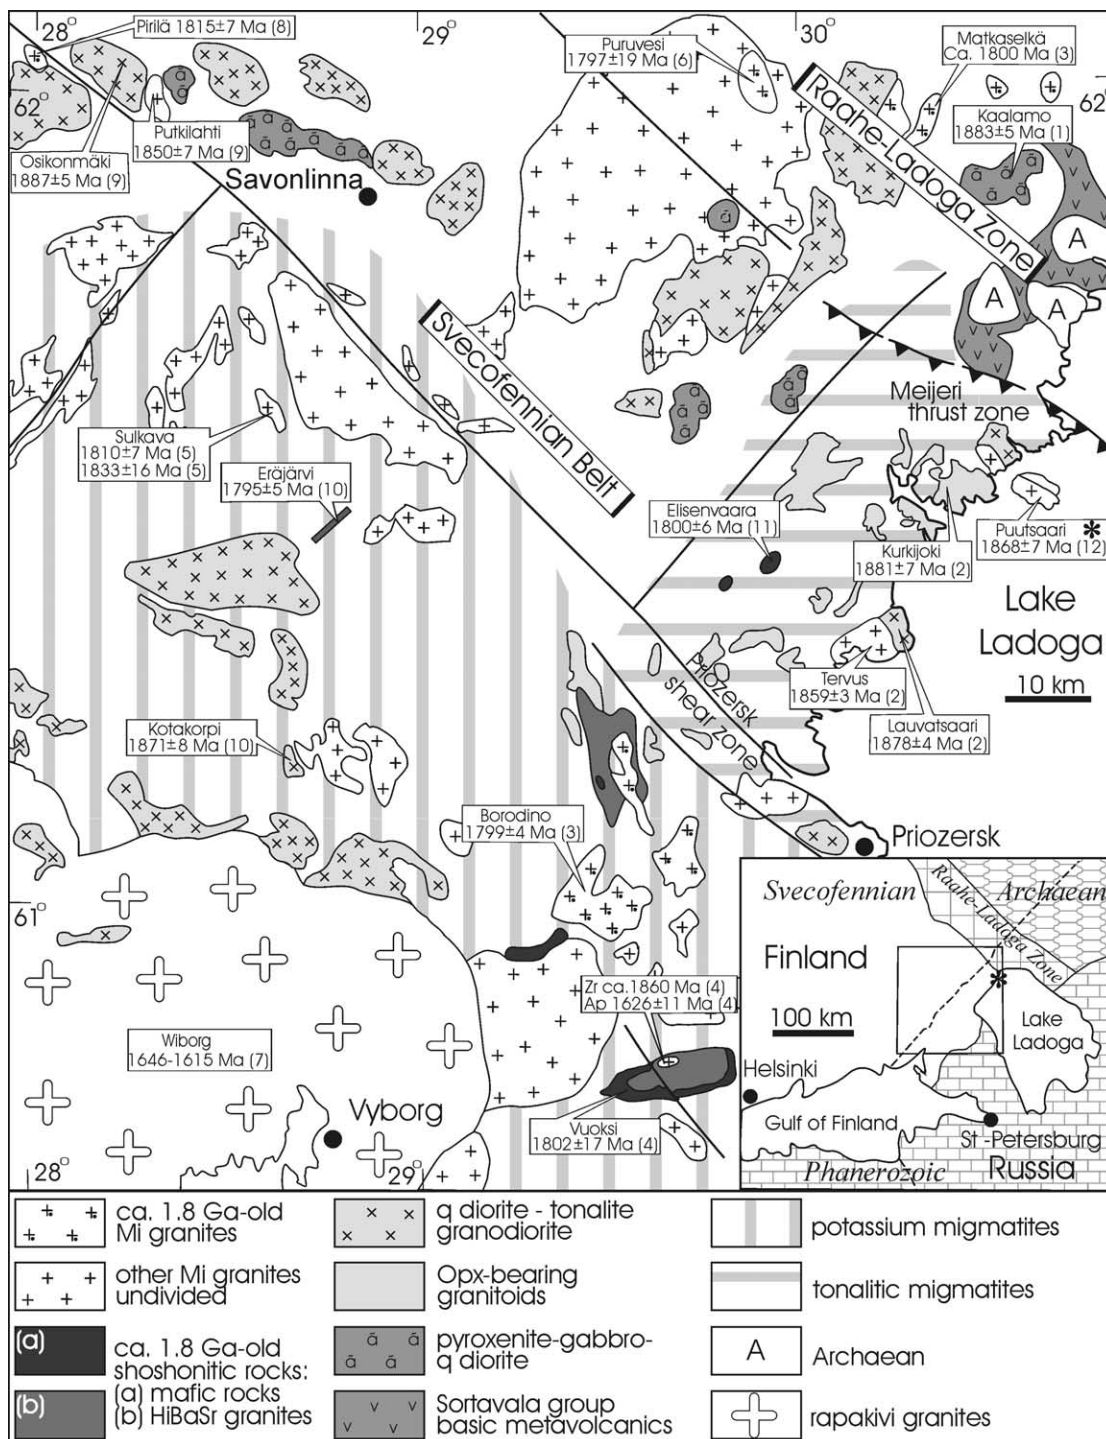 28°
29
30°
Pirilä 1815±7 Ma (8)
Puruvesi
1797±19 Ma (6)
Matkaselkä
Ca. 1800 Ma (3)
62°
62°
Kaalamo
1883±5 Ma (1)
Putkilahti
1850±7 Ma (9)
Osikonmäki
1887±5 Ma (9)
Savonlinna
Raahe-Ladoga Zone
A
A
A
Svecofennian Belt
Meijeri
thrust zone
Sulkava
1810±7 Ma (5)
1833±16 Ma (5)
Eräjärvi
1795±5 Ma (10)
Elisenvaara
1800±6 Ma (11)
Puutsaari *
1868±7 Ma (12)
Kurkijoki
1881±7 Ma (2)
Lake
Ladoga
10 km
Tervus
1859±3 Ma (2)
Lauvatsaari
1878±4 Ma (2)
Priozersk
shear zone
Kotakorpi
1871±8 Ma (10)
Borodino
1799±4 Ma (3)
Priozersk
61°
Zr ca.1860 Ma (4)
Ap 1626±11 Ma (4)
Wiborg
1646-1615 Ma (7)
Vyborg
Vuoksi
1802±17 Ma (4)
28°
29°
Svecofennian
Raahe-Ladoga Zone
Archaean
Finland
*
100 km
Lake
Ladoga
Helsinki
Gulf of Finland
St-Petersburg
Russia
Phanerozoic
ca. 1.8 Ga-old
Mi granites
other Mi granites
undivided
(a)
ca. 1.8 Ga-old
shoshonitic rocks:
(a) mafic rocks
(b)
(b) HiBaSr granites
q diorite - tonalite
granodiorite
Opx-bearing
granitoids
pyroxenite-gabbro-
q diorite
Sortavala group
basic metavolcanics
potassium migmatites
tonalitic migmatites
A
Archaean
rapakivi granites